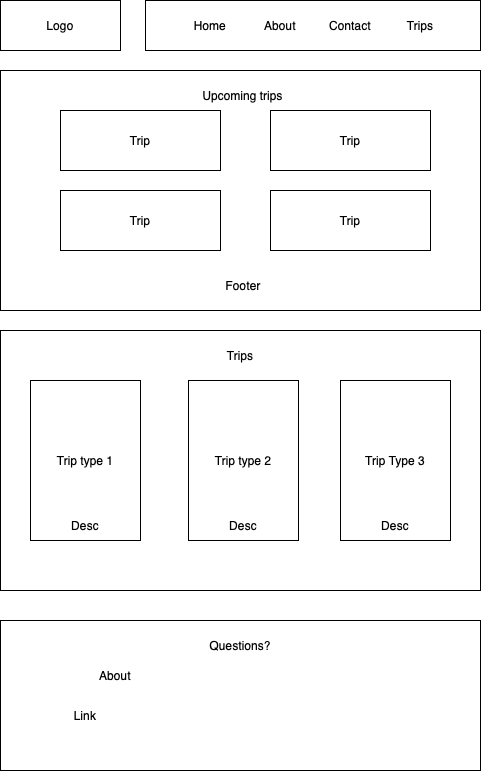 Logo
Home About Contact Trips
Upcoming trips
Trip Trip
Trip Trip
Footer
Trips
Trip type 1 Trip type 2 Trip Type 3
Desc Desc Desc
Questions?
About
Link